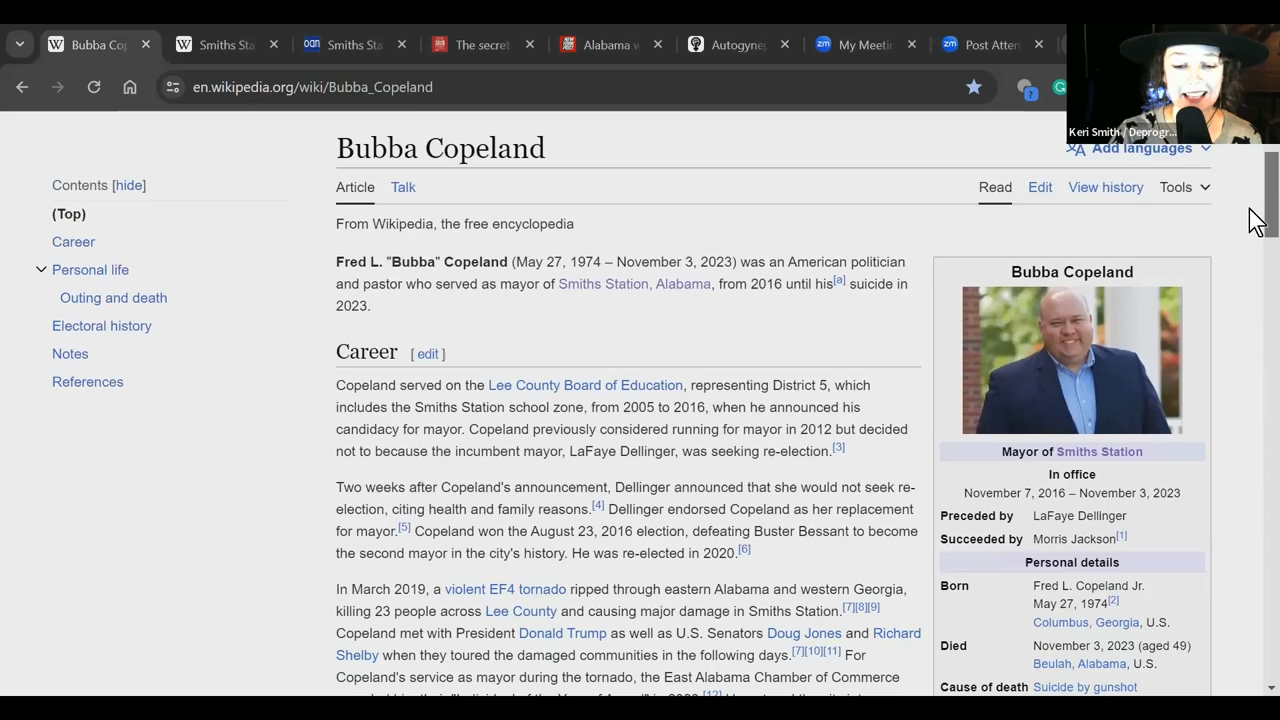 Bubba Cop
Smiths Sta
oan
Smiths Sta
The secret
NEW YORK POST
Alabama w
Autogyne
zm
My Meeti
zm
Post Atten
en.wikipedia.org/wiki/Bubba_Copeland
Keri Smith / Deprogr...
Bubba Copeland
Add languages
Contents [hide]
(Top)
Career
Personal life
Outing and death
Electoral history
Notes
References
Article Talk
Read Edit View history Tools
From Wikipedia, the free encyclopedia
Fred L. "Bubba" Copeland (May 27, 1974 – November 3, 2023) was an American politician
and pastor who served as mayor of Smiths Station, Alabama, from 2016 until his[a] suicide in
2023.
Career [ edit ]
Copeland served on the Lee County Board of Education, representing District 5, which
includes the Smiths Station school zone, from 2005 to 2016, when he announced his
candidacy for mayor. Copeland previously considered running for mayor in 2012 but decided
not to because the incumbent mayor, LaFaye Dellinger, was seeking re-election.[3]
Two weeks after Copeland's announcement, Dellinger announced that she would not seek re-
election, citing health and family reasons.[4] Dellinger endorsed Copeland as her replacement
for mayor.[5] Copeland won the August 23, 2016 election, defeating Buster Bessant to become
the second mayor in the city's history. He was re-elected in 2020.[6]
In March 2019, a violent EF4 tornado ripped through eastern Alabama and western Georgia,
killing 23 people across Lee County and causing major damage in Smiths Station.[7][8][9]
Copeland met with President Donald Trump as well as U.S. Senators Doug Jones and Richard
Shelby when they toured the damaged communities in the following days.[7][10][11] For
Copeland's service as mayor during the tornado, the East Alabama Chamber of Commerce
Bubba Copeland
Mayor of Smiths Station
In office
November 7, 2016 – November 3, 2023
Preceded by LaFaye Dellinger
Succeeded by Morris Jackson[1]
Personal details
Born Fred L. Copeland Jr.
May 27, 1974[2]
Columbus, Georgia, U.S.
Died November 3, 2023 (aged 49)
Beulah, Alabama, U.S.
Cause of death Suicide by gunshot